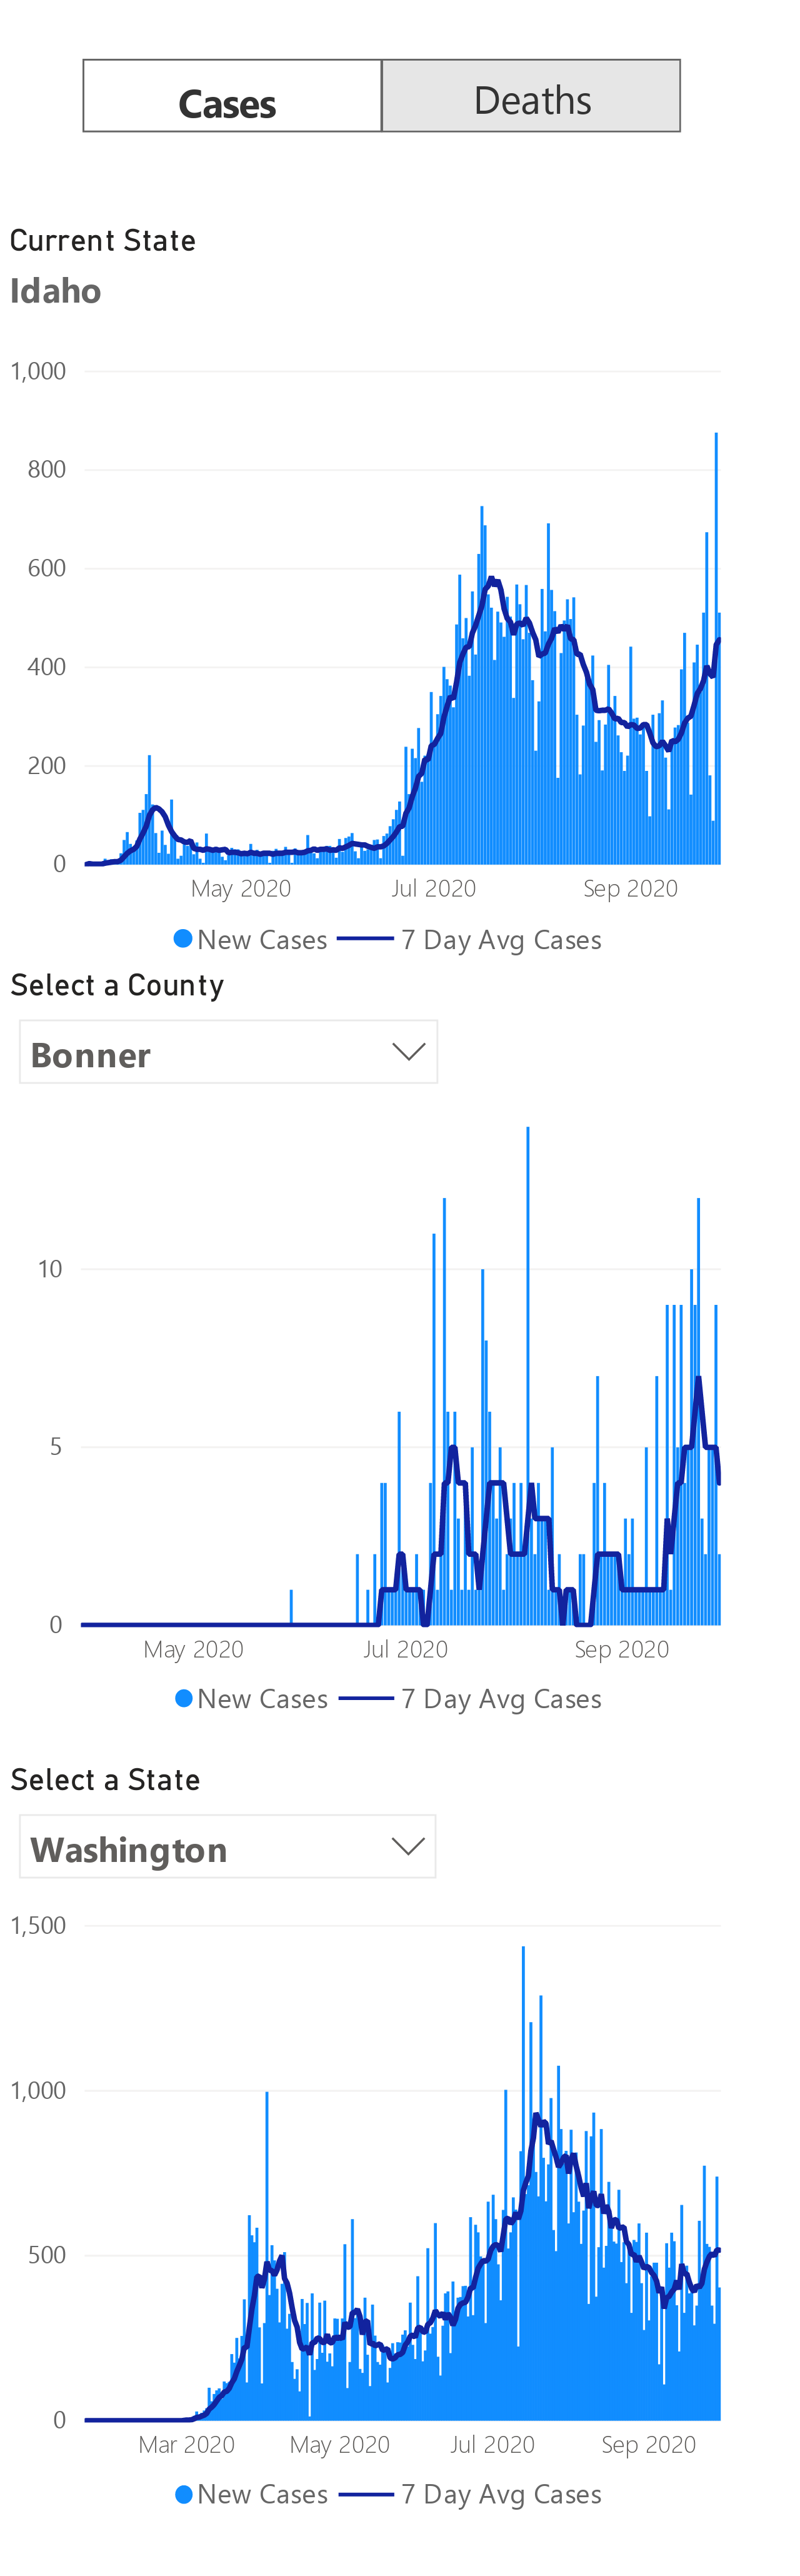 Cases Deaths
Current State
Idaho
1,000
800
600
400
200
0
May 2020 Jul 2020 Sep 2020
New Cases 7 Day Avg Cases
Select a County
Bonner
10
5
0
May 2020 Jul 2020 Sep 2020
New Cases 7 Day Avg Cases
Select a State
Washington
1,500
1,000
500
0
Mar 2020 May 2020 Jul 2020 Sep 2020
New Cases 7 Day Avg Cases